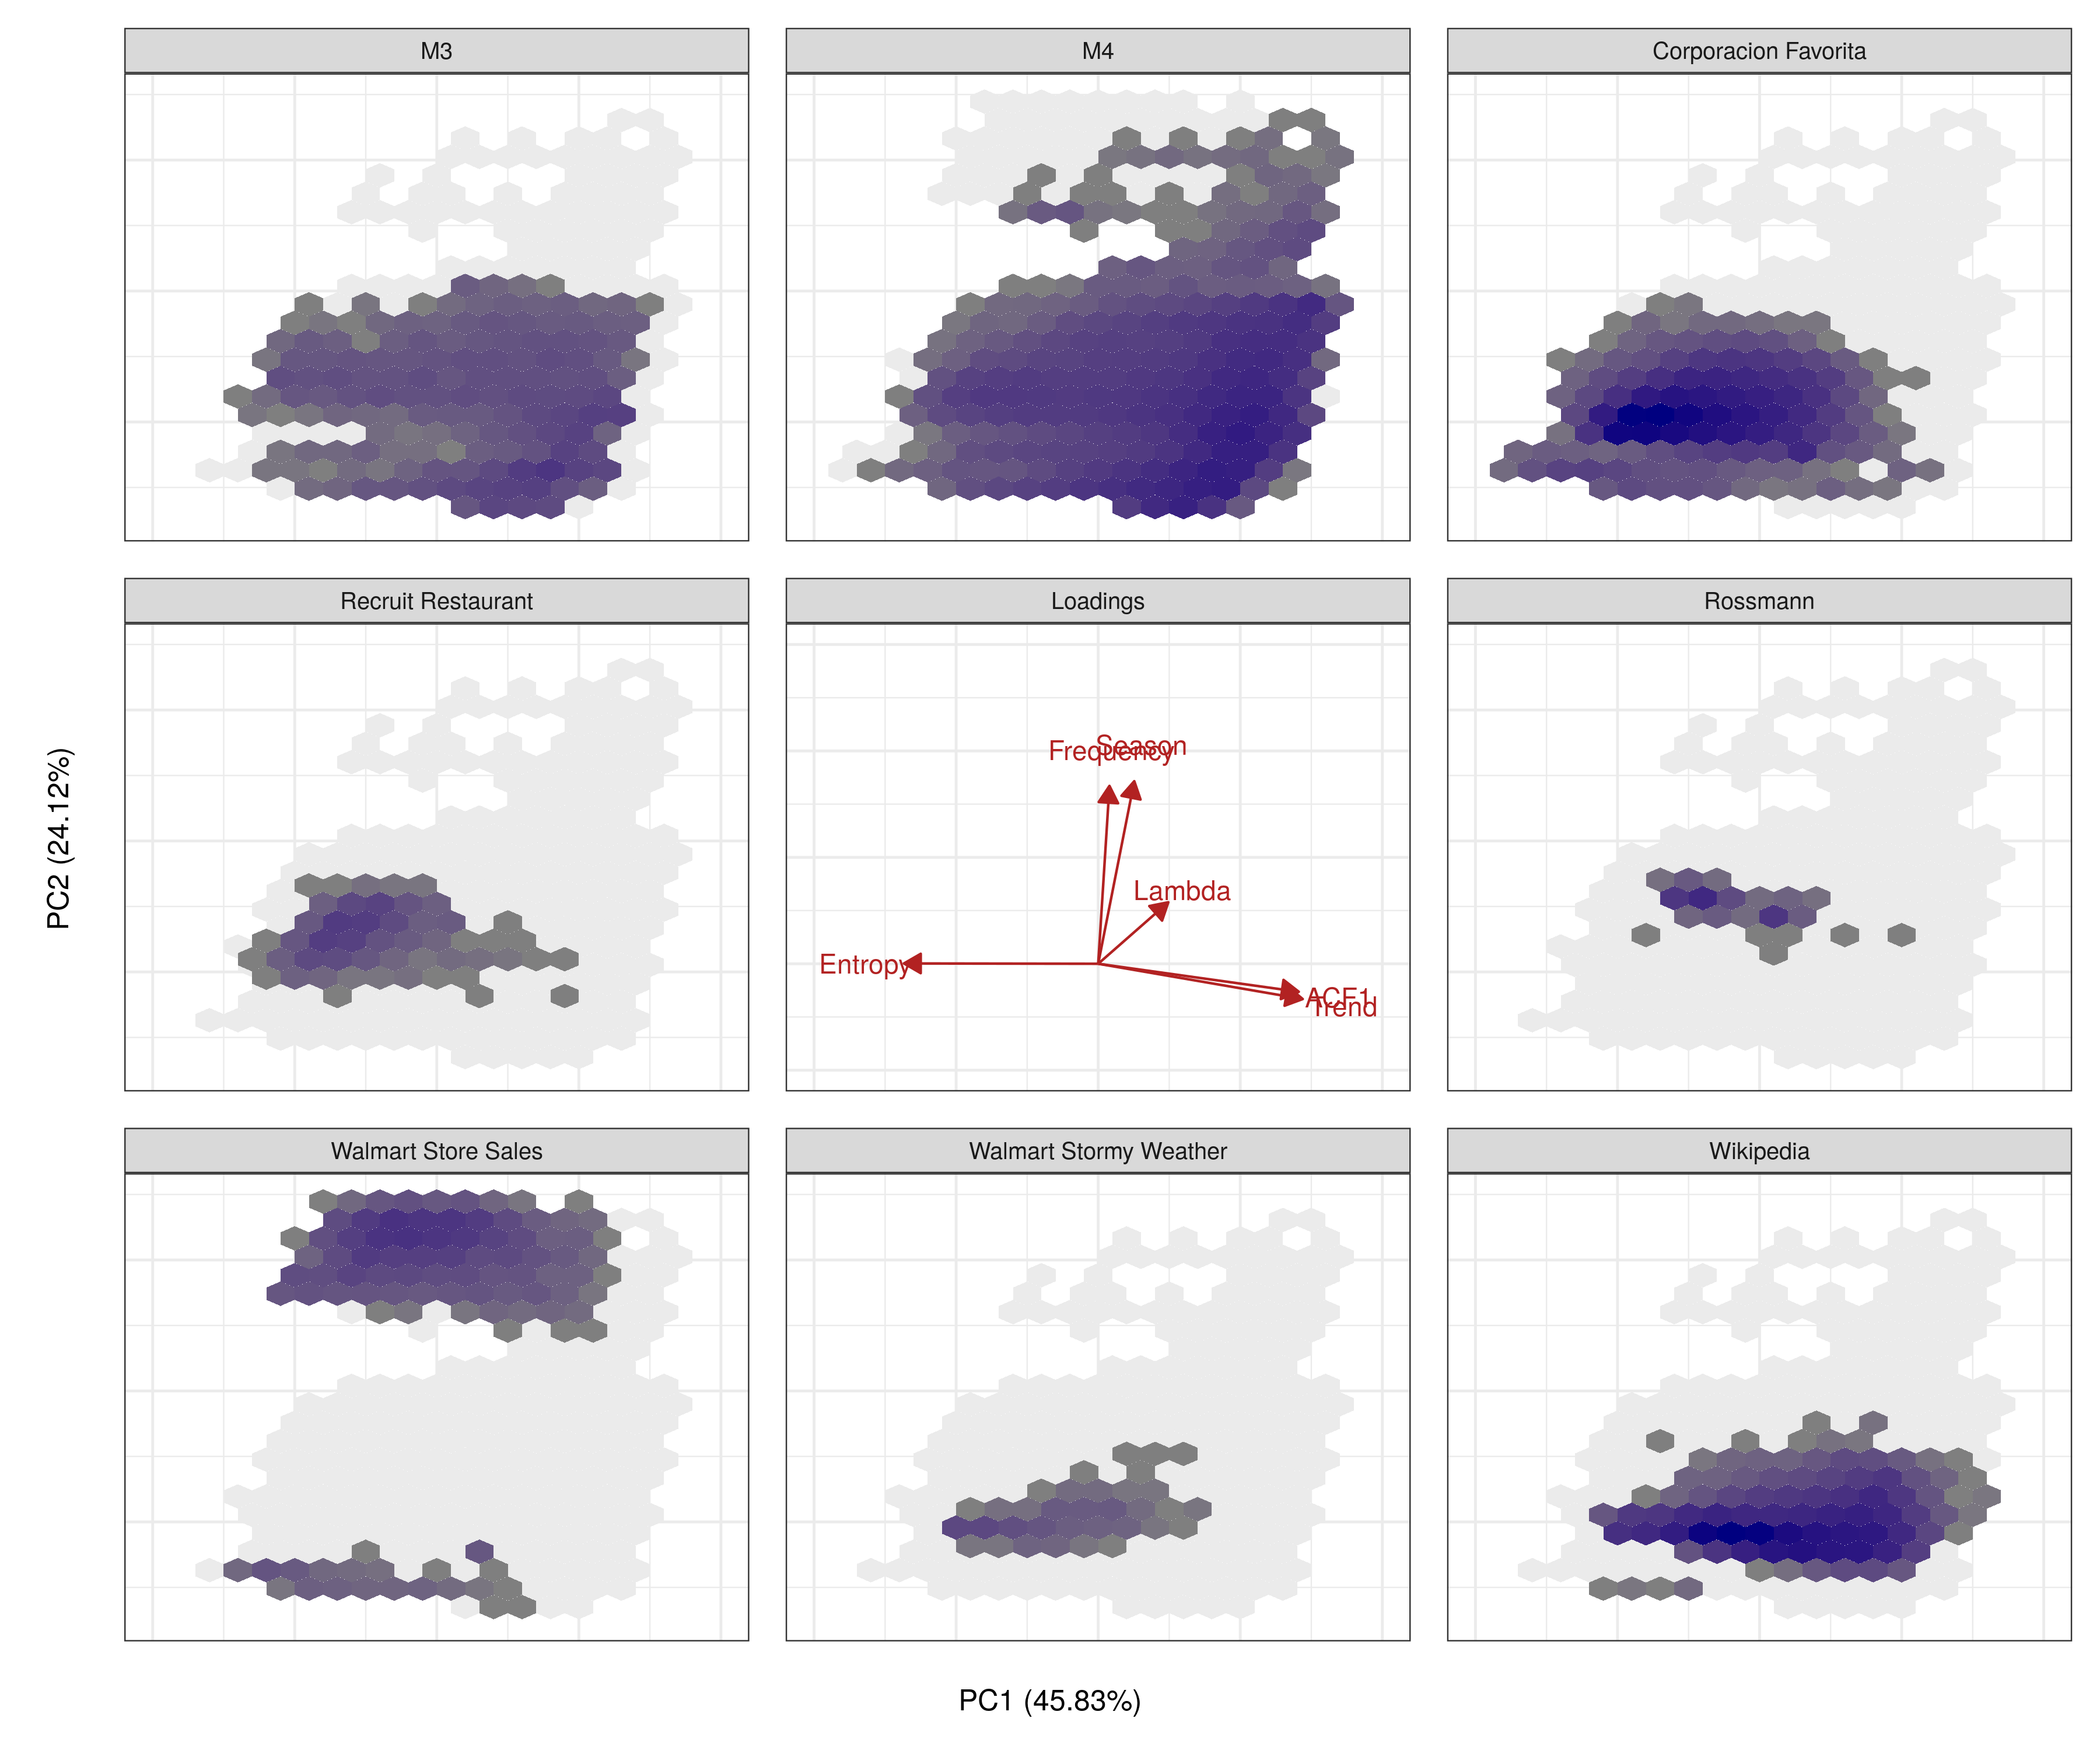 M3
M4
Corporacion Favorita
Recruit Restaurant
Loadings
Rossmann
Season
Frequency
Lambda
Entropy
ACF1
Trend
PC2 (24.12%)
Walmart Store Sales
Walmart Stormy Weather
Wikipedia
PC1 (45.83%)